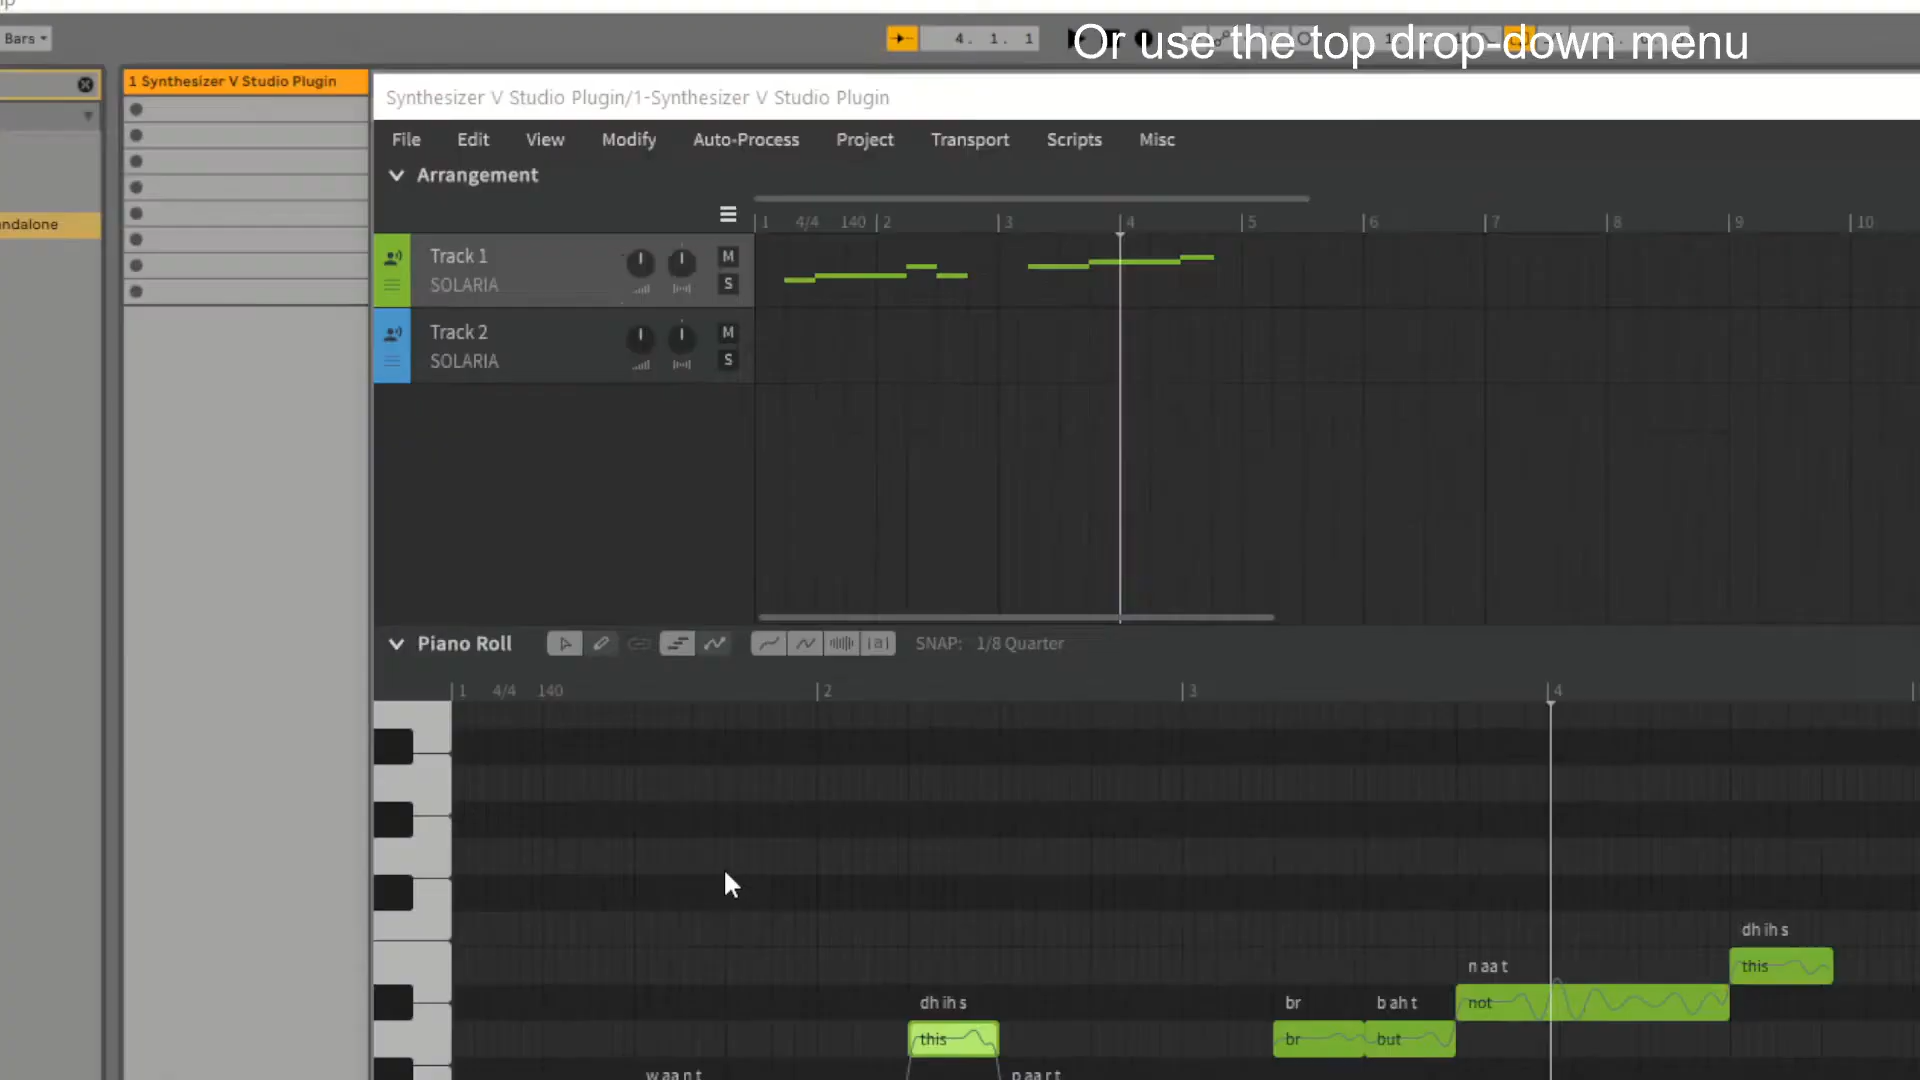 Or use the top drop-down menu
Bars
4. 1. 1
1 Synthesizer V Studio Plugin
Synthesizer V Studio Plugin/1-Synthesizer V Studio Plugin
File Edit View Modify Auto-Process Project Transport Scripts Misc
Arrangement
1 4/4 140 2 3 4 5 6 7 8 9 10
ndalone
Track 1 M
SOLARIA S
Track 2 M
SOLARIA S
Piano Roll SNAP: 1/8 Quarter
1 4/4 140 2 3 4
dh ih s
this
n aa t
not
dh ih s
this
br
b ah t
br
but
w aa n t
p aa r t